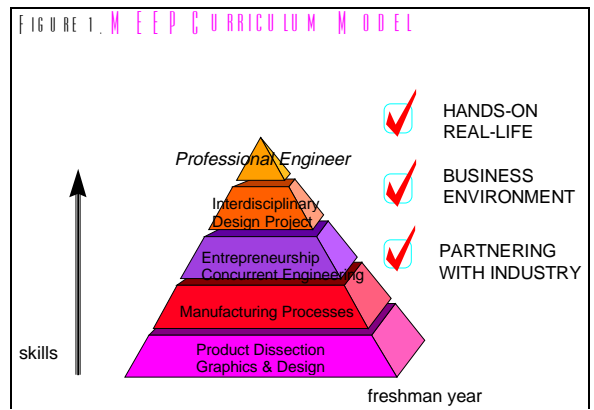 FIGURE 1. MEEP CURRICULUM MODEL
HANDS-ON
REAL-LIFE
Professional Engineer
BUSINESS
ENVIRONMENT
Interdisciplinary
Design Project
PARTNERING
WITH INDUSTRY
Entrepreneurship
Concurrent Engineering
Manufacturing Processes
skills
Product Dissection
Graphics & Design
freshman year